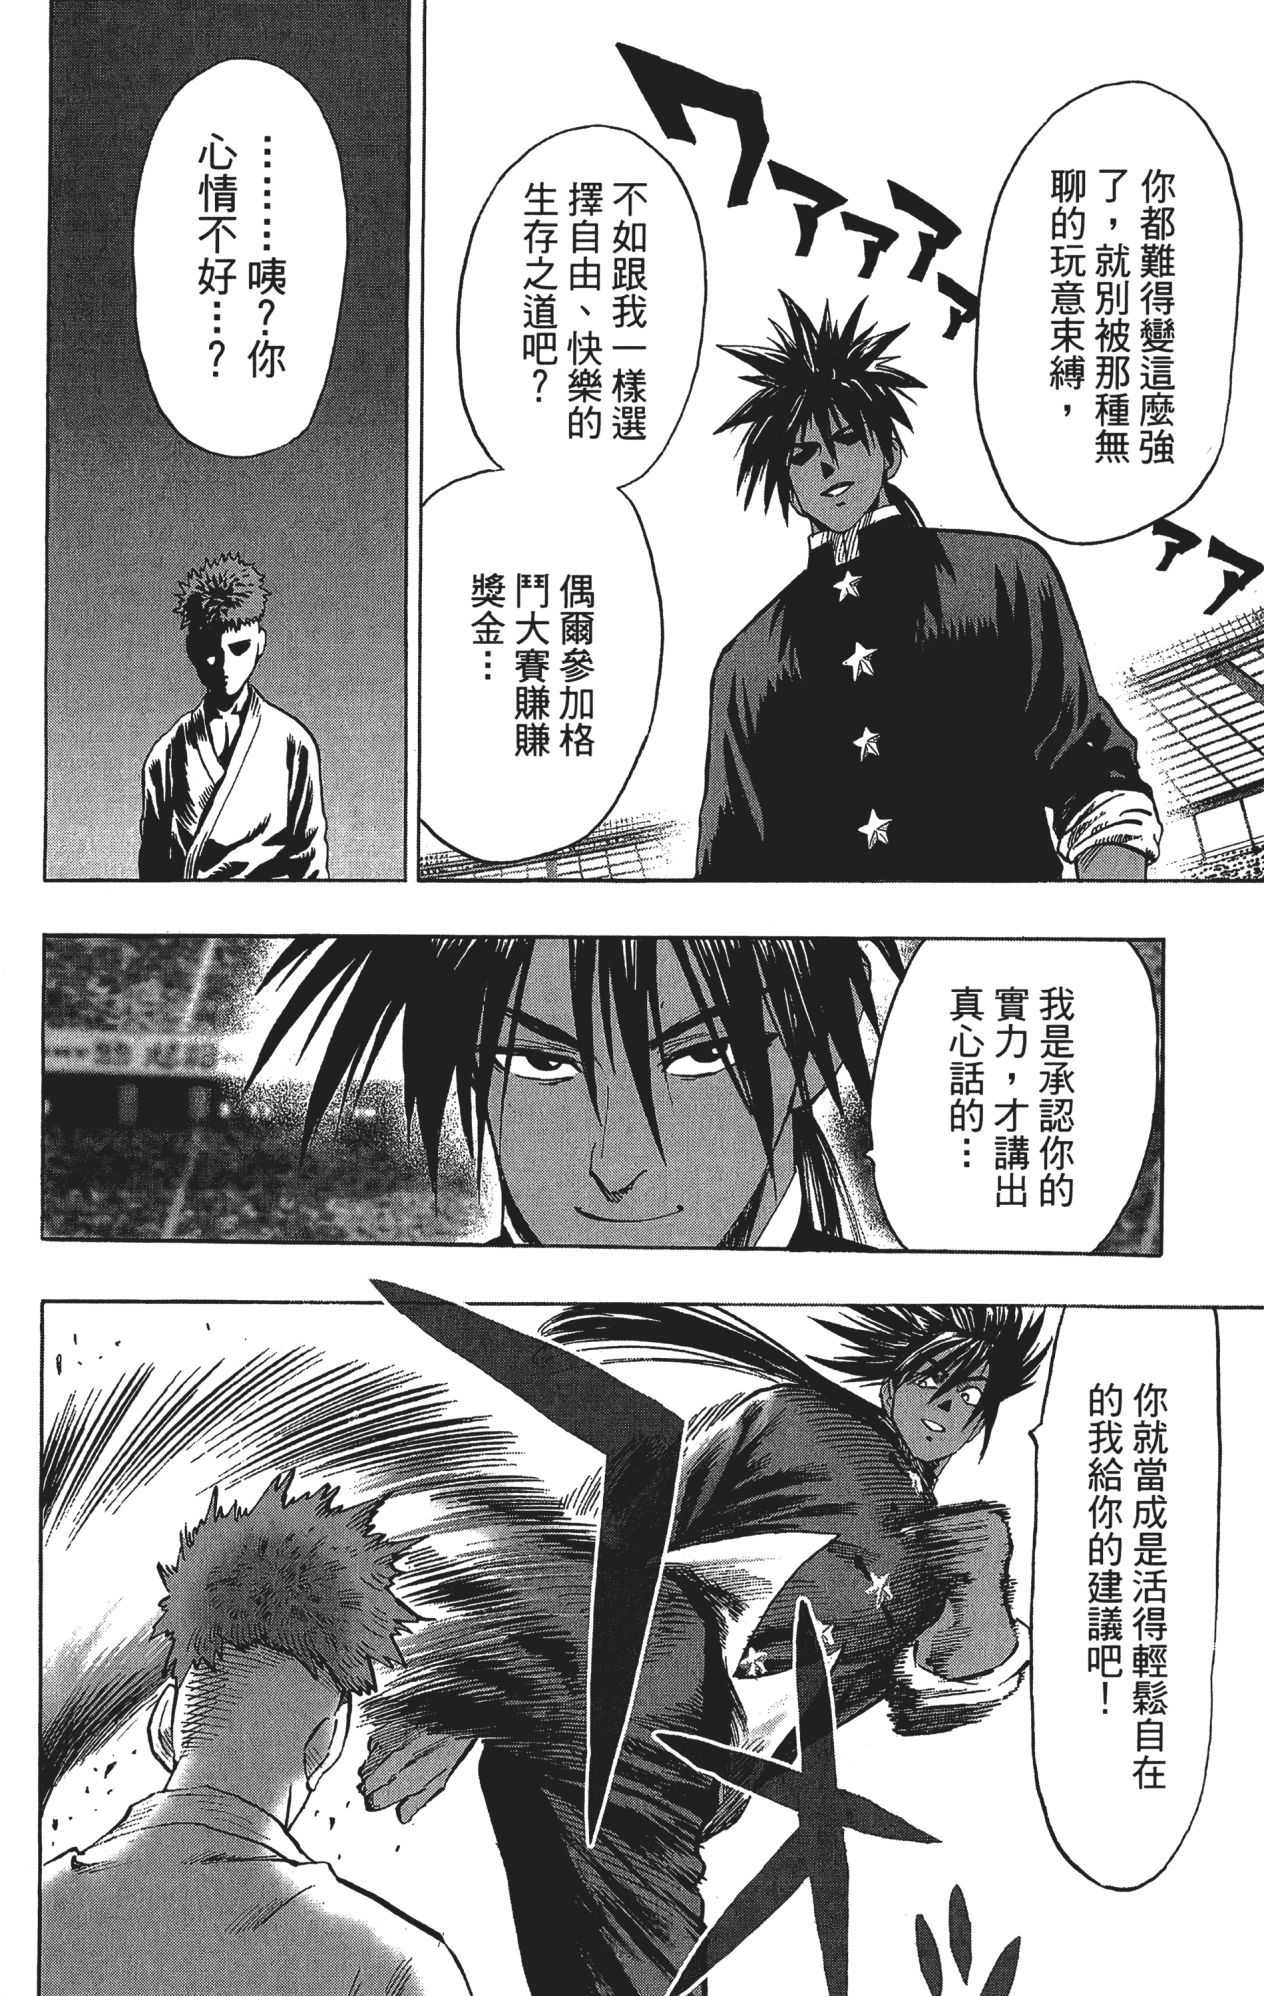 你都難得變這麼強
了，就別被那種無
聊的玩意束縛，
ワァァァァ
ァァァ
不如跟我一樣選
擇自由、快樂的
生存之道吧？
偶爾參加格
鬥大賽賺賺
獎金…
………咦？你
心情不好…？
我是承認你的
實力，才講出
真心話的…
你就當成是活得輕鬆自在
的我給你的建議吧！